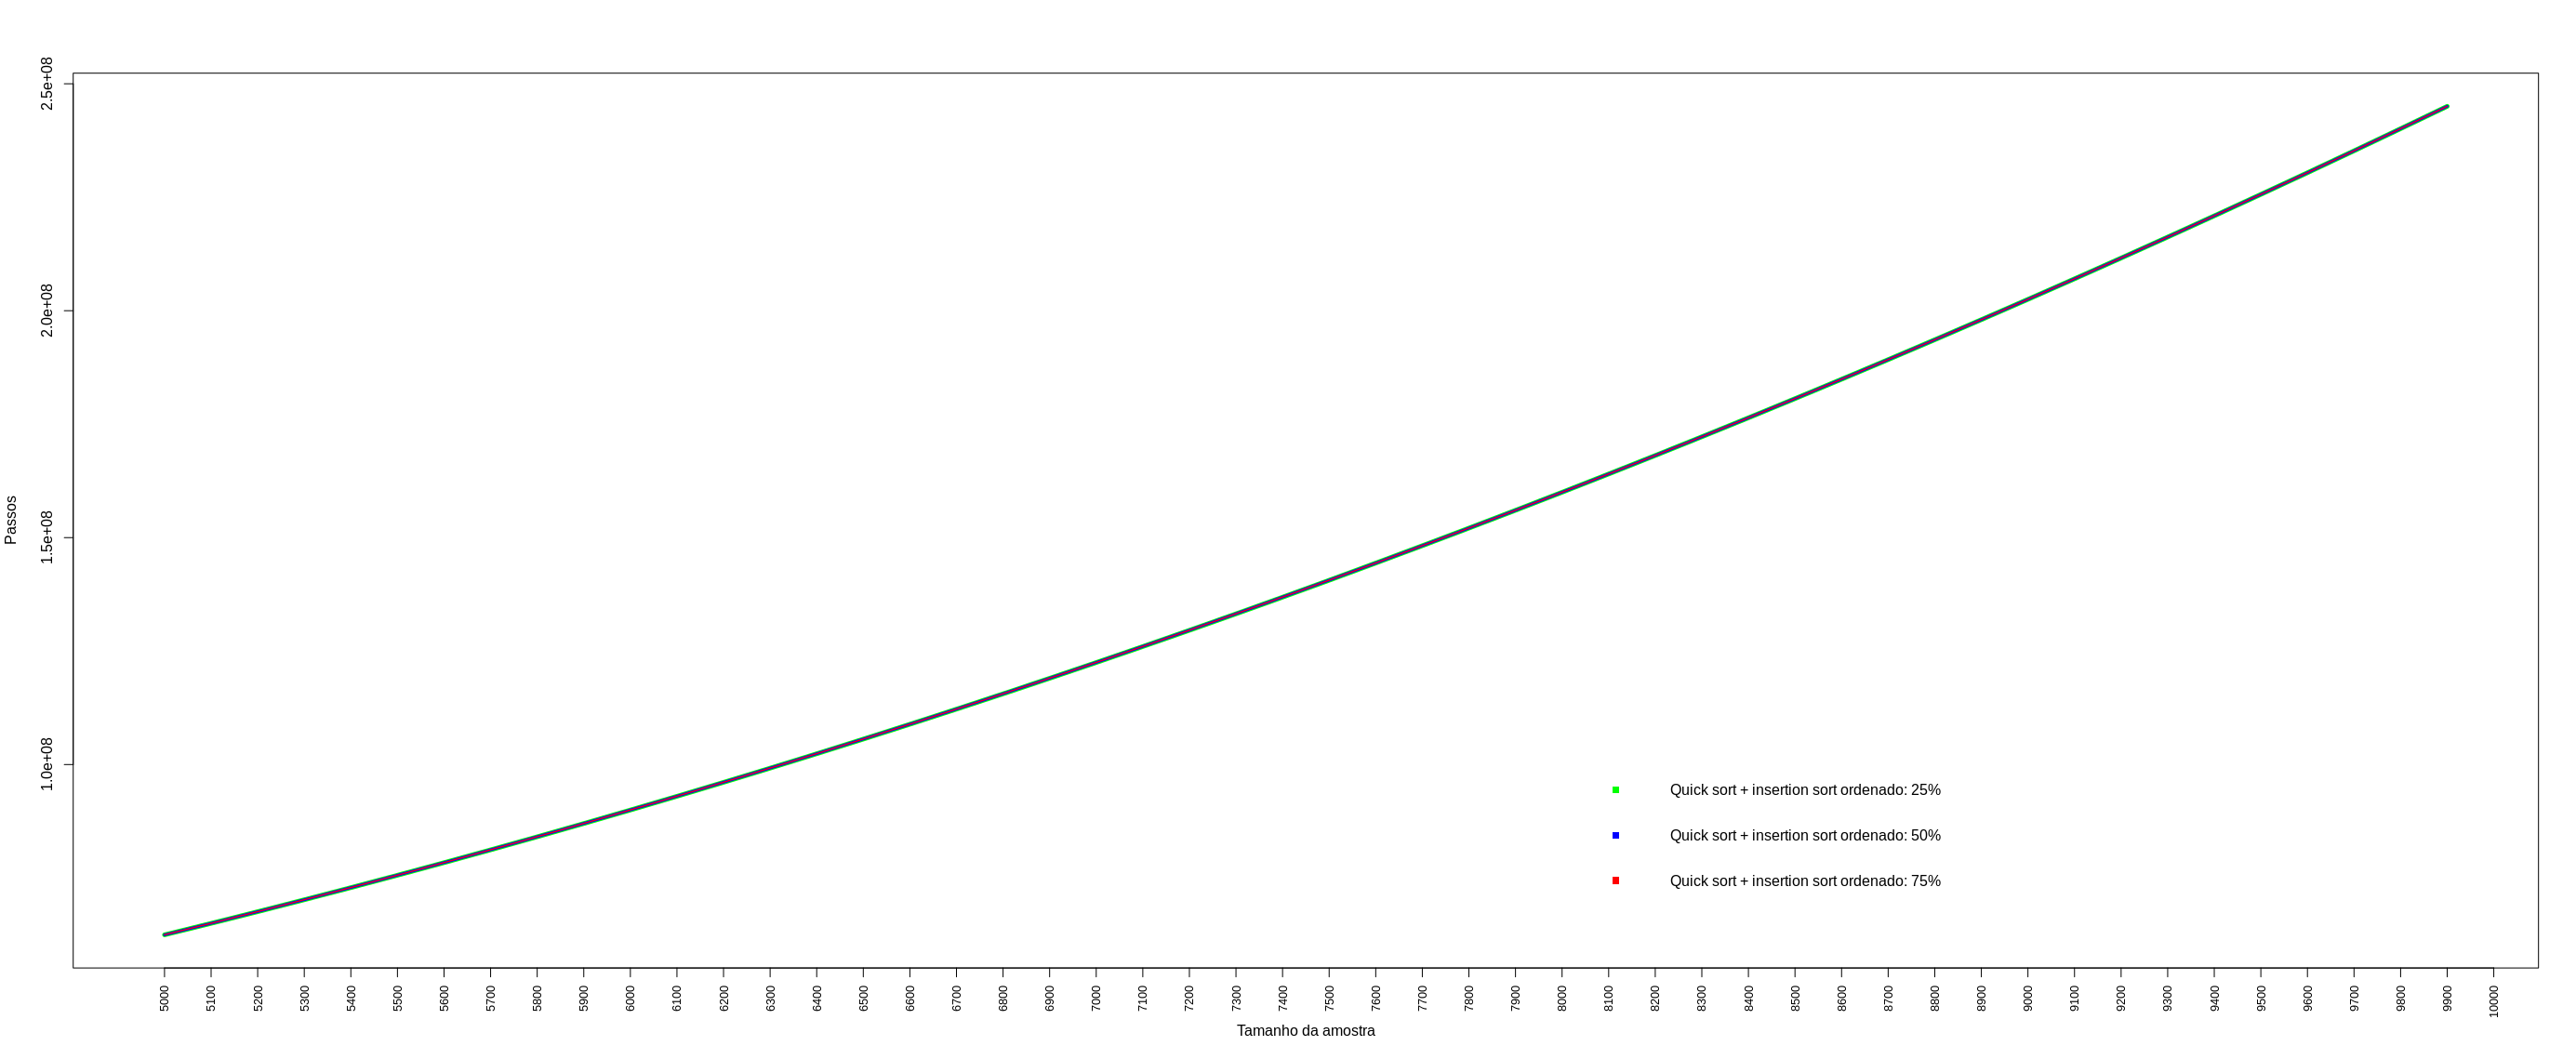 2.5e+08
2.0e+08
1.5e+08
1.0e+08
Passos
Quick sort + insertion sort ordenado: 25%
Quick sort + insertion sort ordenado: 50%
Quick sort + insertion sort ordenado: 75%
5000 5100 5200 5300 5400 5500 5600 5700 5800 5900 6000 6100 6200 6300 6400 6500 6600 6700 6800 6900 7000 7100 7200 7300 7400 7500 7600 7700 7800 7900 8000 8100 8200 8300 8400 8500 8600 8700 8800 8900 9000 9100 9200 9300 9400 9500 9600 9700 9800 9900 10000
Tamanho da amostra